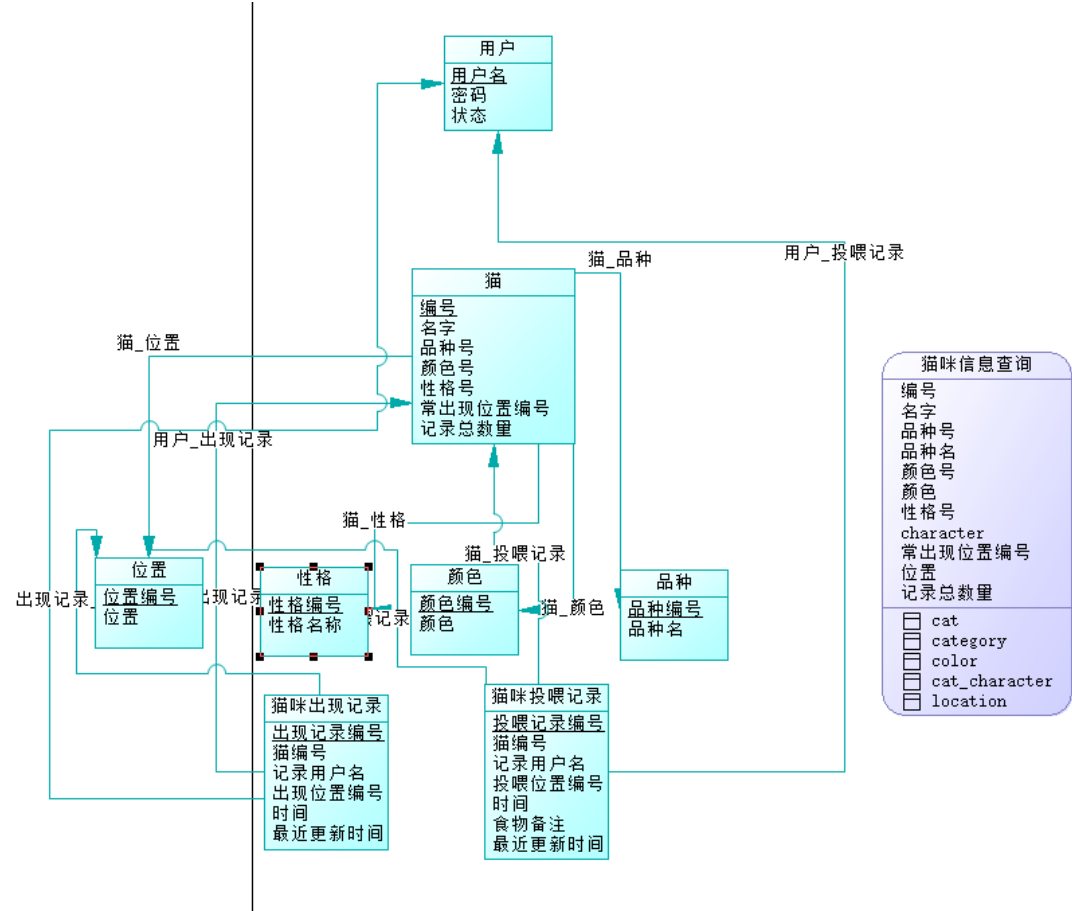 用户
用户名
密码
状态
用户_投喂记录
猫_品种
猫
编号
名字
品种号
颜色号
性格号
常出现位置编号
记录总数量
猫_位置
用户_出现记录
猫咪信息查询
编号
名字
品种号
品种名
颜色号
颜色
性格号
character
常出现位置编号
位置
记录总数量
cat
category
color
cat_character
location
猫_性格
猫_投喂记录
位置
位置编号
位置
出现记录_
出现记录
性格
性格编号
性格名称
记录
颜色
颜色编号
颜色
猫_颜色
品种
品种编号
品种名
猫咪出现记录
出现记录编号
猫编号
记录用户名
出现位置编号
时间
最近更新时间
猫咪投喂记录
投喂记录编号
猫编号
记录用户名
投喂位置编号
时间
食物备注
最近更新时间